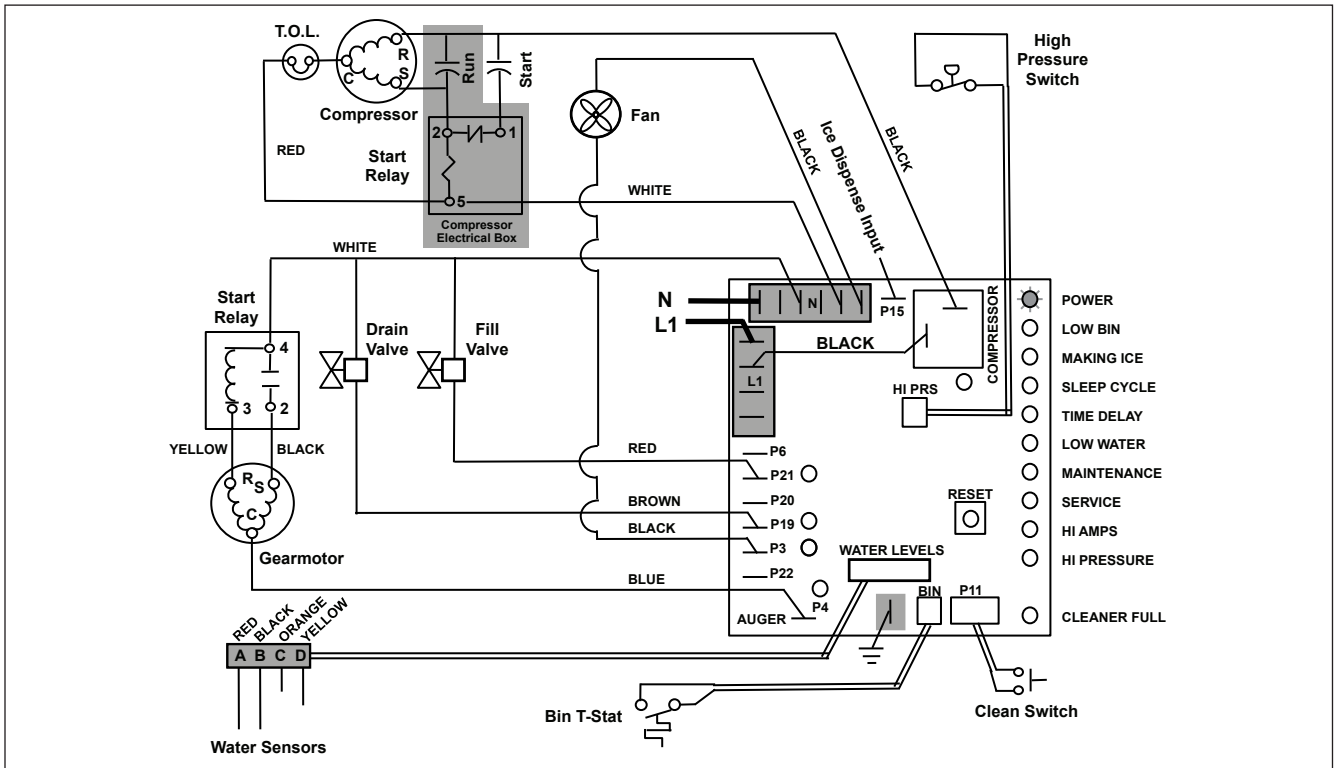 T.O.L.
C
R
S
Compressor
Run
Start
2
1
5
Start
Relay
Compressor
Electrical Box
RED
WHITE
Fan
BLACK
Ice Dispense Input
BLACK
High
Pressure
Switch
WHITE
Start
Relay
4
3
2
Drain
Valve
Fill
Valve
YELLOW
BLACK
R
S
C
Gearmotor
N
L1
N
P15
COMPRESSOR
BLACK
L1
HI PRS
RED
BROWN
BLACK
BLUE
P6
P21
P20
P19
P3
P22
P4
AUGER
RESET
WATER LEVELS
BIN
P11
POWER
LOW BIN
MAKING ICE
SLEEP CYCLE
TIME DELAY
LOW WATER
MAINTENANCE
SERVICE
HI AMPS
HI PRESSURE
CLEANER FULL
RED
BLACK
ORANGE
YELLOW
A B C D
Water Sensors
Bin T-Stat
Clean Switch